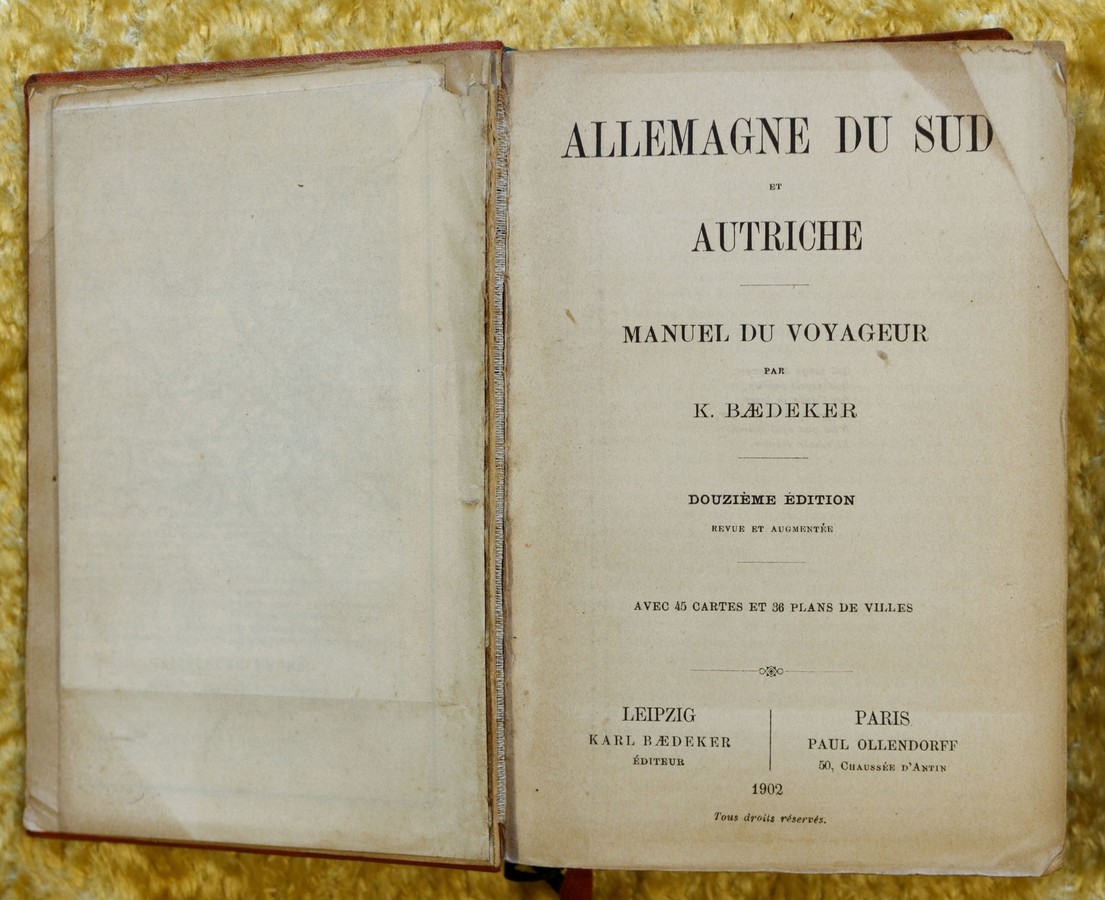 ALLEMAGNE DU SUD
ET
AUTRICHE
MANUEL DU VOYAGEUR
PAR
K. BÆDEKER
DOUZIÈME ÉDITION
REVUE ET AUGMENTÉE
AVEC 45 CARTES ET 36 PLANS DE VILLES
LEIPZIG
KARL BÆDEKER
ÉDITEUR
PARIS
PAUL OLLENDORFF
50, CHAUSSÉE D'ANTIN
1902
Tous droits réservés.